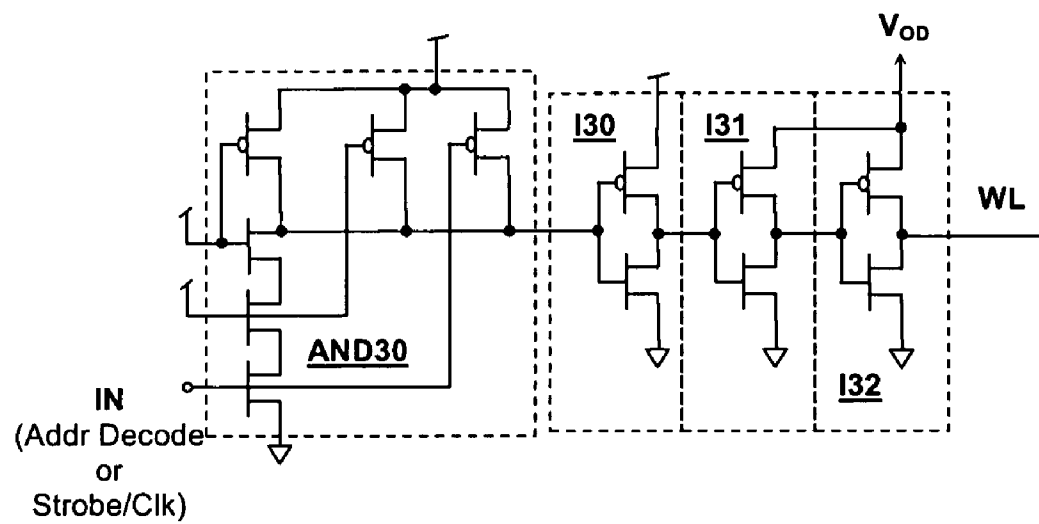 V_OD
I30
I31
WL
AND30
I32
IN
(Addr Decode
or
Strobe/Clk)